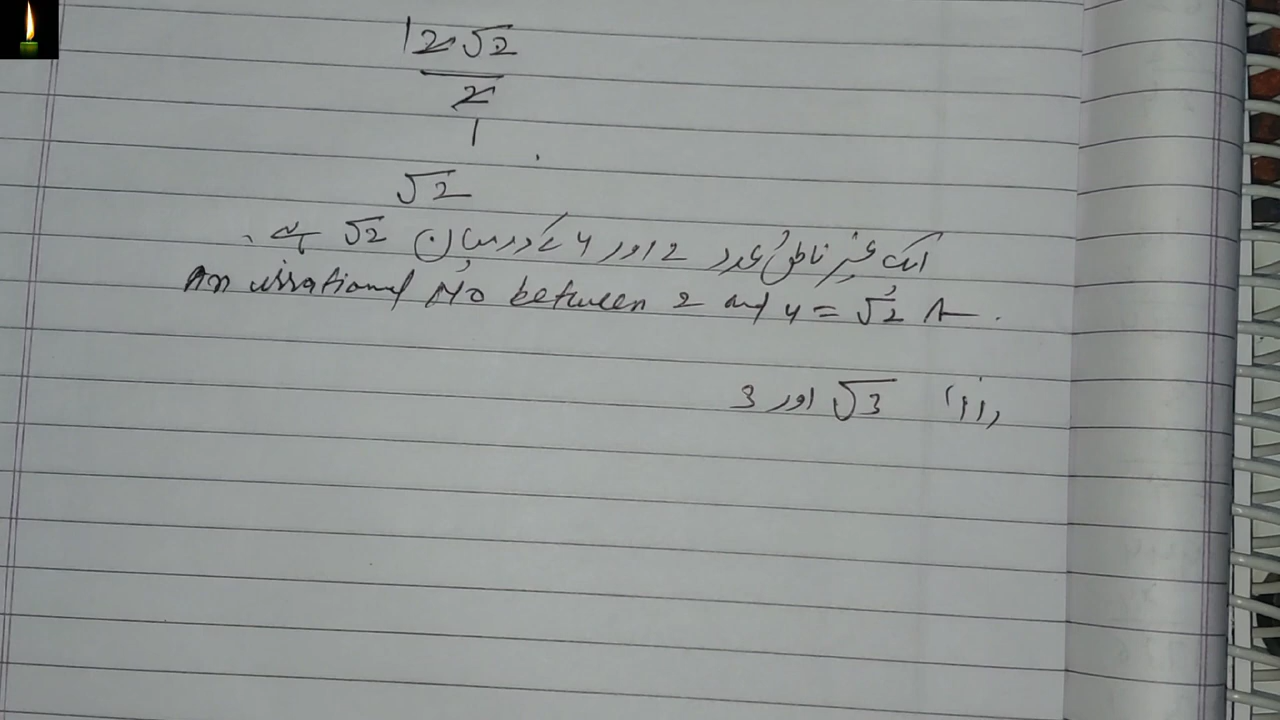 1 2 √2
2
1
√2
ایک غیر ناطق عدد 2 اور 4 کے درمیان √2 ہے۔
An irrational No between 2 and 4 = √2 A
(ii) √3 اور 3